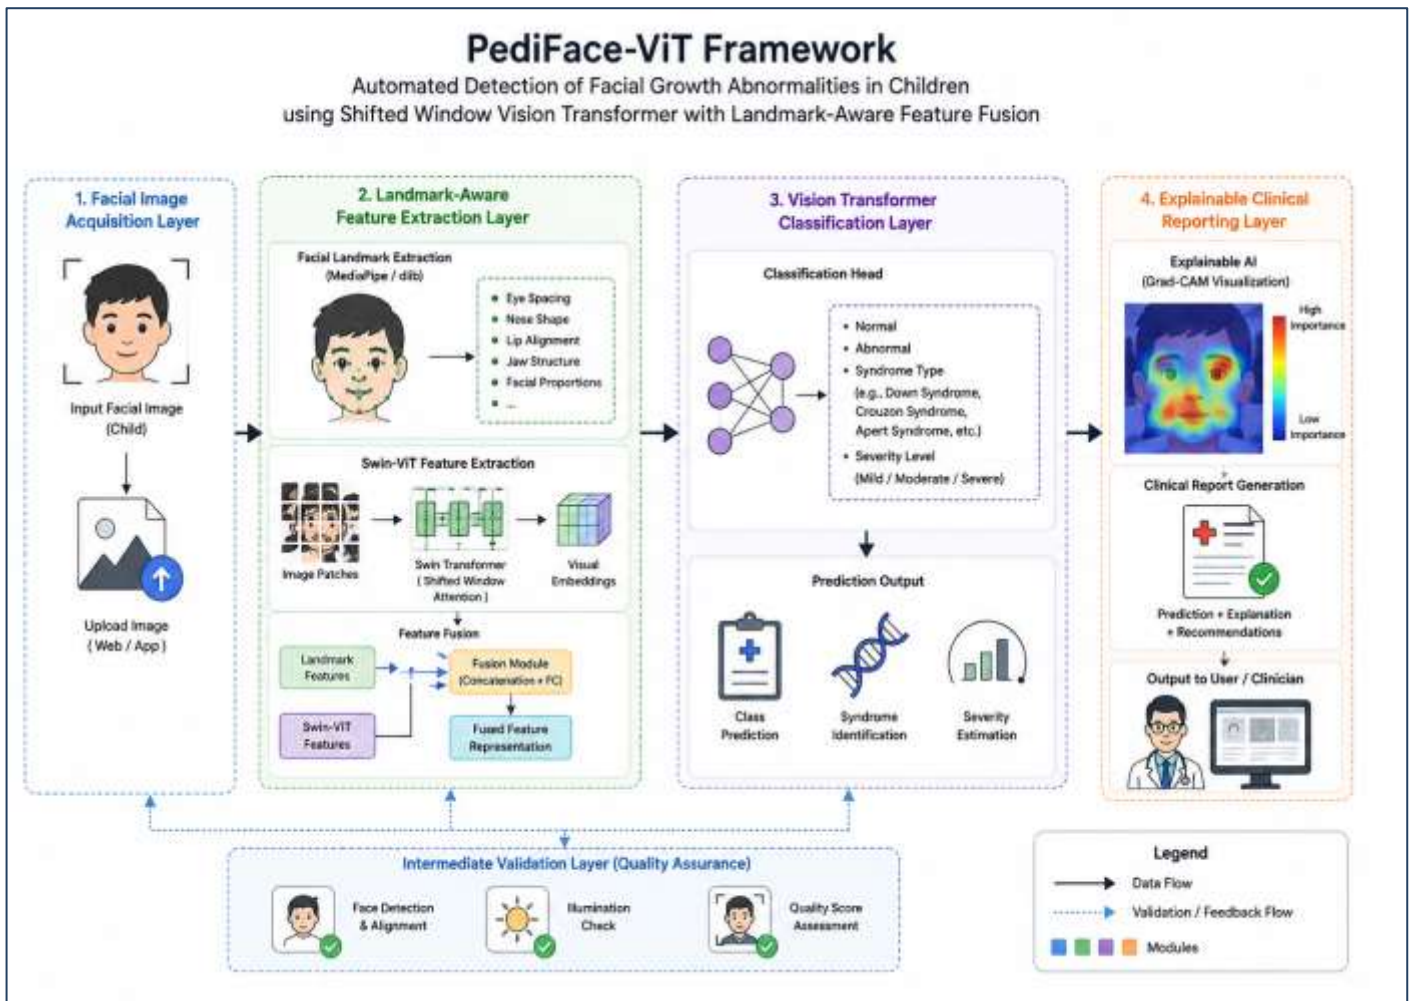 PediFace-ViT Framework
Automated Detection of Facial Growth Abnormalities in Children
using Shifted Window Vision Transformer with Landmark-Aware Feature Fusion
1. Facial Image
Acquisition Layer
Input Facial Image
(Child)
Upload Image
( Web / App )
2. Landmark-Aware
Feature Extraction Layer
Facial Landmark Extraction
(MediaPipe / dlib)
• Eye Spacing
• Nose Shape
• Lip Alignment
• Jaw Structure
• Facial Proportions
• ...
Swin-ViT Feature Extraction
Image Patches
Swin Transformer
( Shifted Window
Attention )
Visual
Embeddings
Feature Fusion
Landmark
Features
Swin-ViT
Features
Fusion Module
(Concatenation + FC)
Fused Feature
Representation
3. Vision Transformer
Classification Layer
Classification Head
• Normal
• Abnormal
• Syndrome Type
(e.g., Down Syndrome,
Crouzon Syndrome,
Apert Syndrome, etc.)
• Severity Level
(Mild / Moderate / Severe)
Prediction Output
Class
Prediction
Syndrome
Identification
Severity
Estimation
4. Explainable Clinical
Reporting Layer
Explainable AI
(Grad-CAM Visualization)
High
Importance
Low
Importance
Clinical Report Generation
Prediction + Explanation
+ Recommendations
Output to User / Clinician
Intermediate Validation Layer (Quality Assurance)
Face Detection
& Alignment
Illumination
Check
Quality Score
Assessment
Legend
Data Flow
Validation / Feedback Flow
Modules